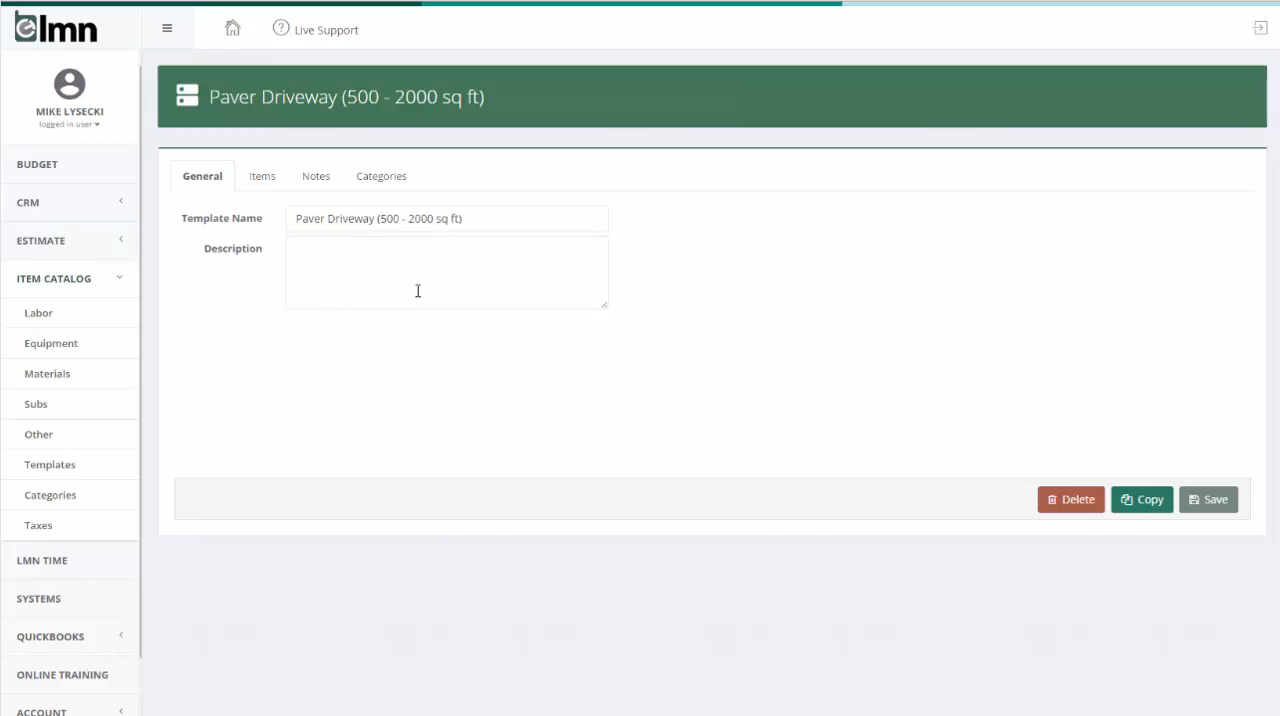 lmn
Live Support
MIKE LYSECKI
logged in user
BUDGET
CRM
ESTIMATE
ITEM CATALOG
Labor
Equipment
Materials
Subs
Other
Templates
Categories
Taxes
LMN TIME
SYSTEMS
QUICKBOOKS
ONLINE TRAINING
ACCOUNT
Paver Driveway (500 - 2000 sq ft)
General Items Notes Categories
Template Name Paver Driveway (500 - 2000 sq ft)
Description
Delete Copy Save